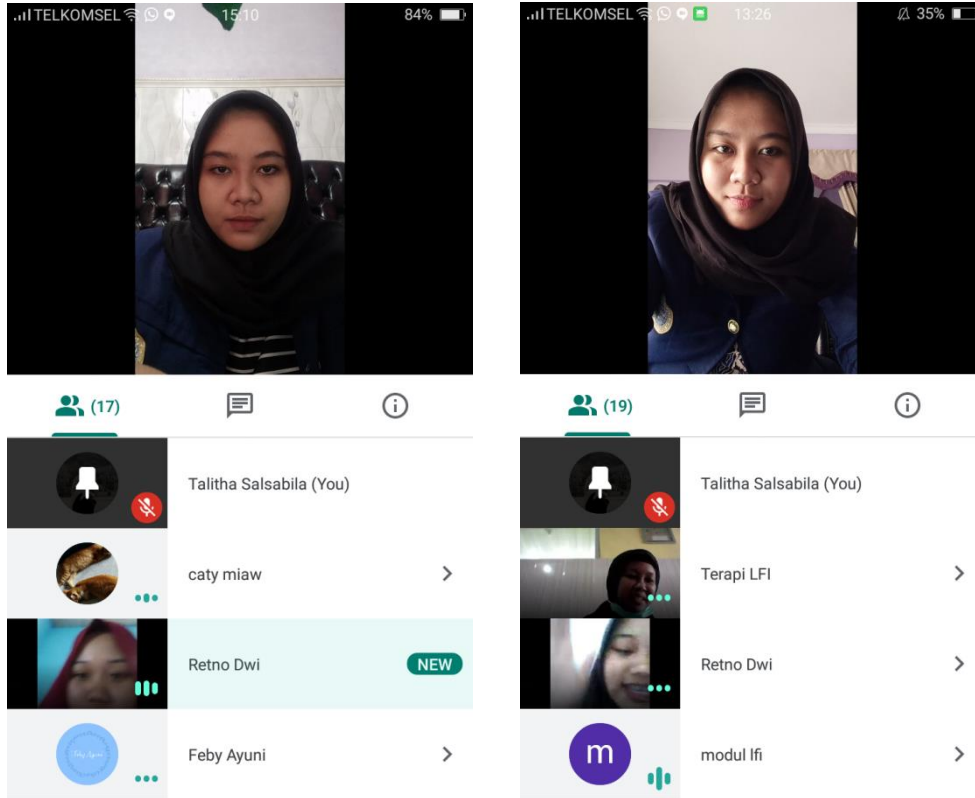 TELKOMSEL 15:10 84%
(17)
Talitha Salsabila (You)
caty miaw
Retno Dwi NEW
Feby Ayuni
TELKOMSEL 13:26 35%
(19)
Talitha Salsabila (You)
Terapi LFI
Retno Dwi
m modul lfi